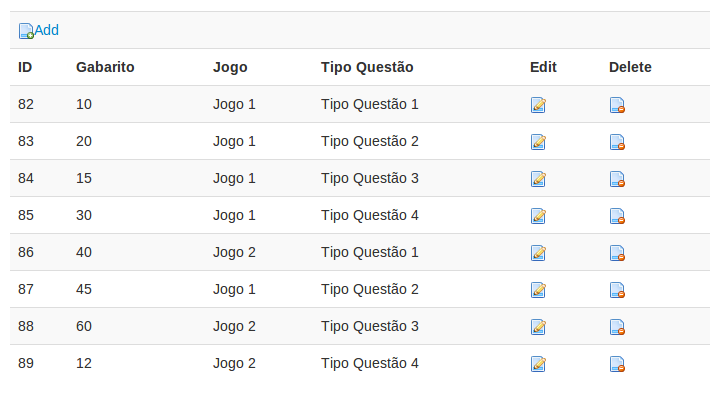 Add
ID Gabarito Jogo Tipo Questão Edit Delete
82 10 Jogo 1 Tipo Questão 1
83 20 Jogo 1 Tipo Questão 2
84 15 Jogo 1 Tipo Questão 3
85 30 Jogo 1 Tipo Questão 4
86 40 Jogo 2 Tipo Questão 1
87 45 Jogo 1 Tipo Questão 2
88 60 Jogo 2 Tipo Questão 3
89 12 Jogo 2 Tipo Questão 4